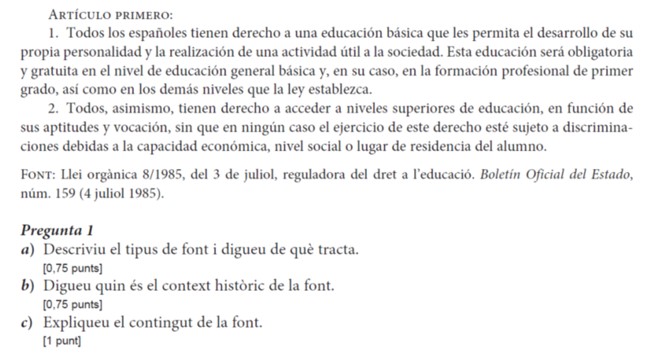 ARTÍCULO PRIMERO:
1. Todos los españoles tienen derecho a una educación básica que les permita el desarrollo de su
propia personalidad y la realización de una actividad útil a la sociedad. Esta educación será obligatoria
y gratuita en el nivel de educación general básica y, en su caso, en la formación profesional de primer
grado, así como en los demás niveles que la ley establezca.
2. Todos, asimismo, tienen derecho a acceder a niveles superiores de educación, en función de
sus aptitudes y vocación, sin que en ningún caso el ejercicio de este derecho esté sujeto a discrimina-
ciones debidas a la capacidad económica, nivel social o lugar de residencia del alumno.
FONT: Llei orgànica 8/1985, del 3 de juliol, reguladora del dret a l'educació. Boletín Oficial del Estado,
núm. 159 (4 juliol 1985).
Pregunta 1
a) Descriviu el tipus de font i digueu de què tracta.
[0,75 punts]
b) Digueu quin és el context històric de la font.
[0,75 punts]
c) Expliqueu el contingut de la font.
[1 punt]